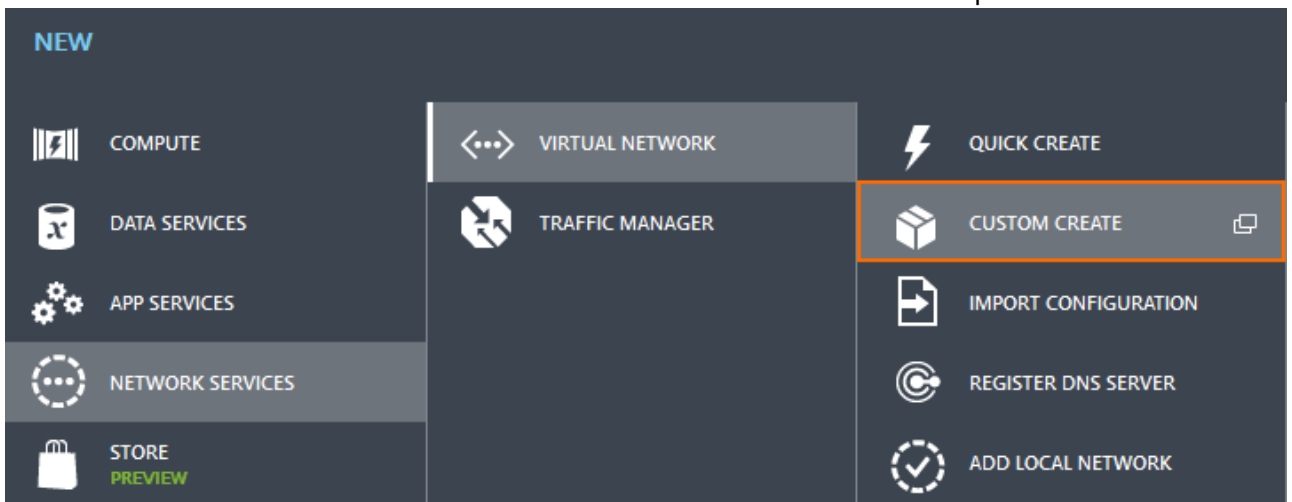 NEW
COMPUTE
DATA SERVICES
APP SERVICES
NETWORK SERVICES
STORE
PREVIEW
VIRTUAL NETWORK
TRAFFIC MANAGER
QUICK CREATE
CUSTOM CREATE
IMPORT CONFIGURATION
REGISTER DNS SERVER
ADD LOCAL NETWORK